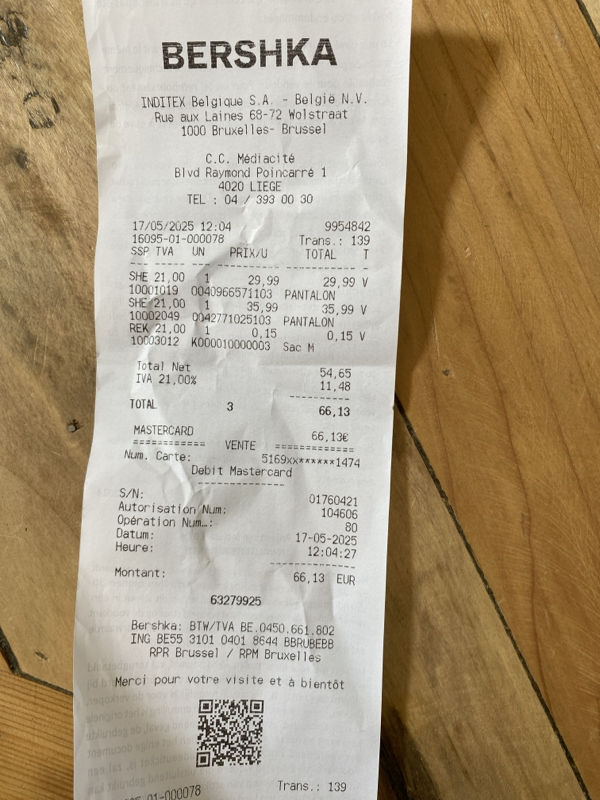 BERSHKA
INDITEX Belgique S.A. - België N.V.
Rue aux Laines 68-72 Wolstraat
1000 Bruxelles- Brussel
C.C. Médiacité
Blvd Raymond Poincarré 1
4020 LIEGE
TEL : 04 / 393 00 30
17/05/2025 12:04 9954842
16095-01-000078 Trans.: 139
SSP TVA UN PRIX/U TOTAL T
SHE 21,00 1 29,99 29,99 V
10001019 0040966571103 PANTALON
SHE 21,00 1 35,99 35,99 V
10002049 0042771025103 PANTALON
REK 21,00 1 0,15 0,15 V
10003012 K000010000003 Sac M
Total Net 54,65
IVA 21,00% 11,48
TOTAL 3 66,13
MASTERCARD 66,13€
=========== VENTE ============
Num. Carte: 5169xx******1474
Debit Mastercard
S/N: 01760421
Autorisation Num: 104606
Opération Num..: 80
Datum: 17-05-2025
Heure: 12:04:27
Montant: 66,13 EUR
63279925
Bershka: BTW/TVA BE.0450.661.802
ING BE55 3101 0401 8644 BBRUBEBB
RPR Brussel / RPM Bruxelles
Merci pour votre visite et à bientôt
-01-000078 Trans.: 139